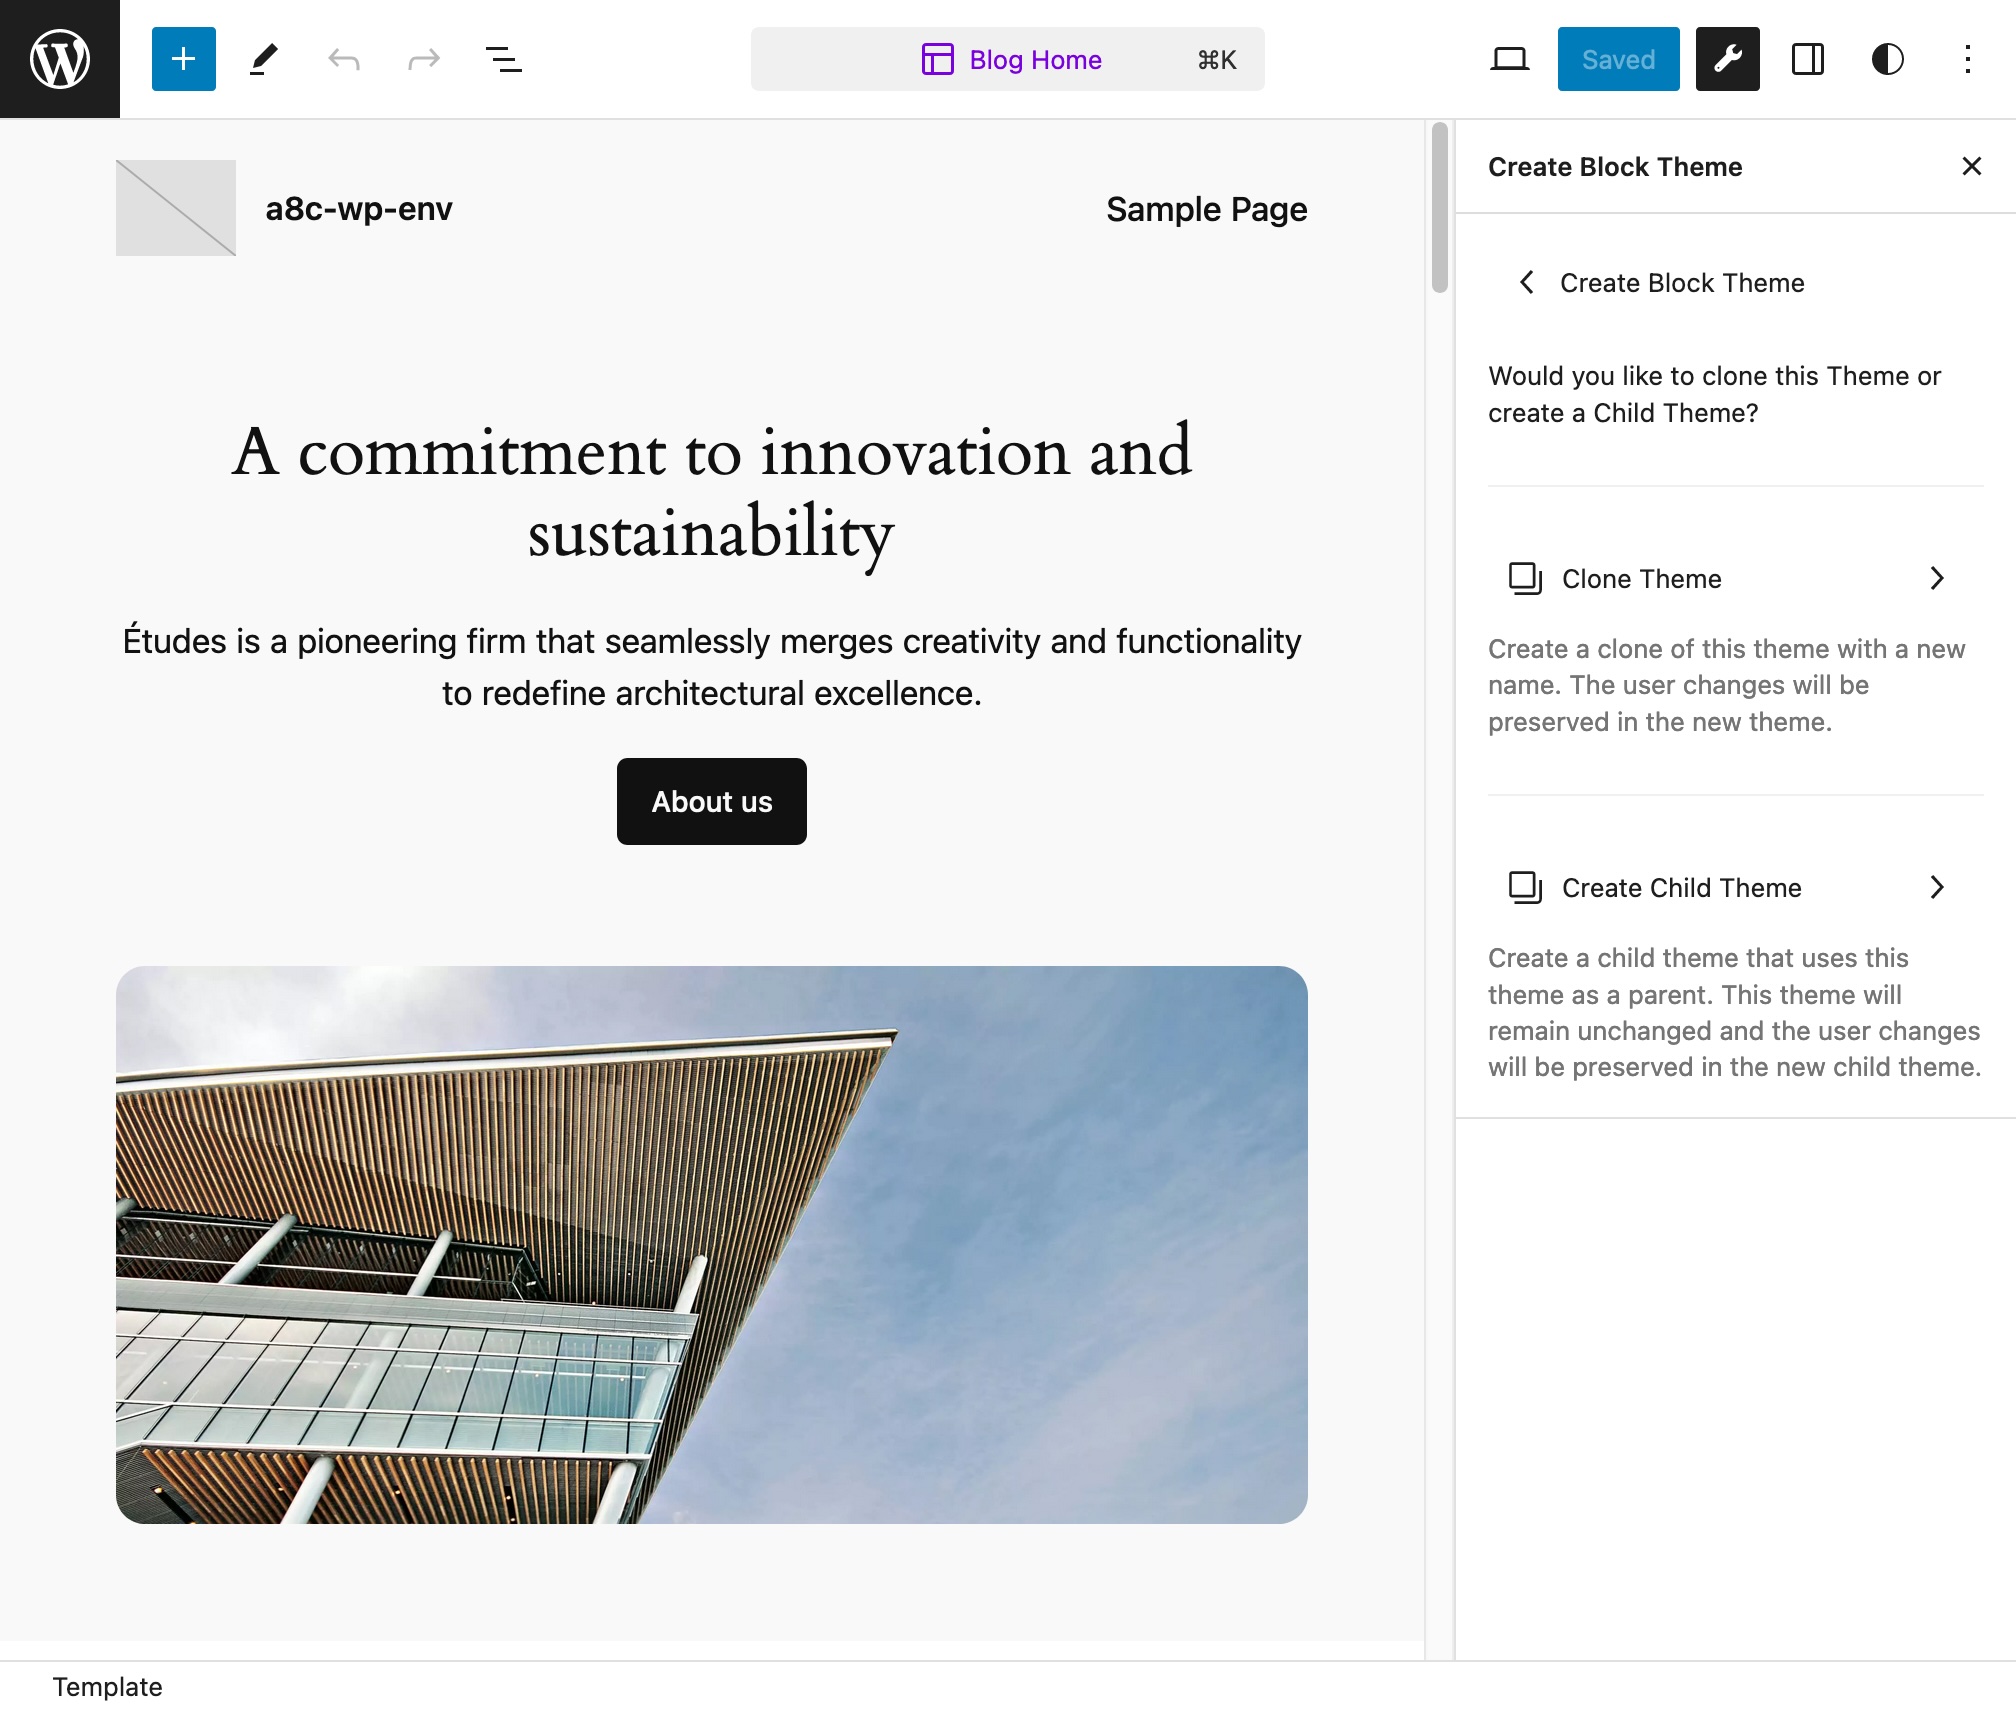 Blog Home
⌘K
Saved
a8c-wp-env
Sample Page
A commitment to innovation and
sustainability
Études is a pioneering firm that seamlessly merges creativity and functionality
to redefine architectural excellence.
About us
Create Block Theme
Create Block Theme
Would you like to clone this Theme or
create a Child Theme?
Clone Theme
Create a clone of this theme with a new
name. The user changes will be
preserved in the new theme.
Create Child Theme
Create a child theme that uses this
theme as a parent. This theme will
remain unchanged and the user changes
will be preserved in the new child theme.
Template